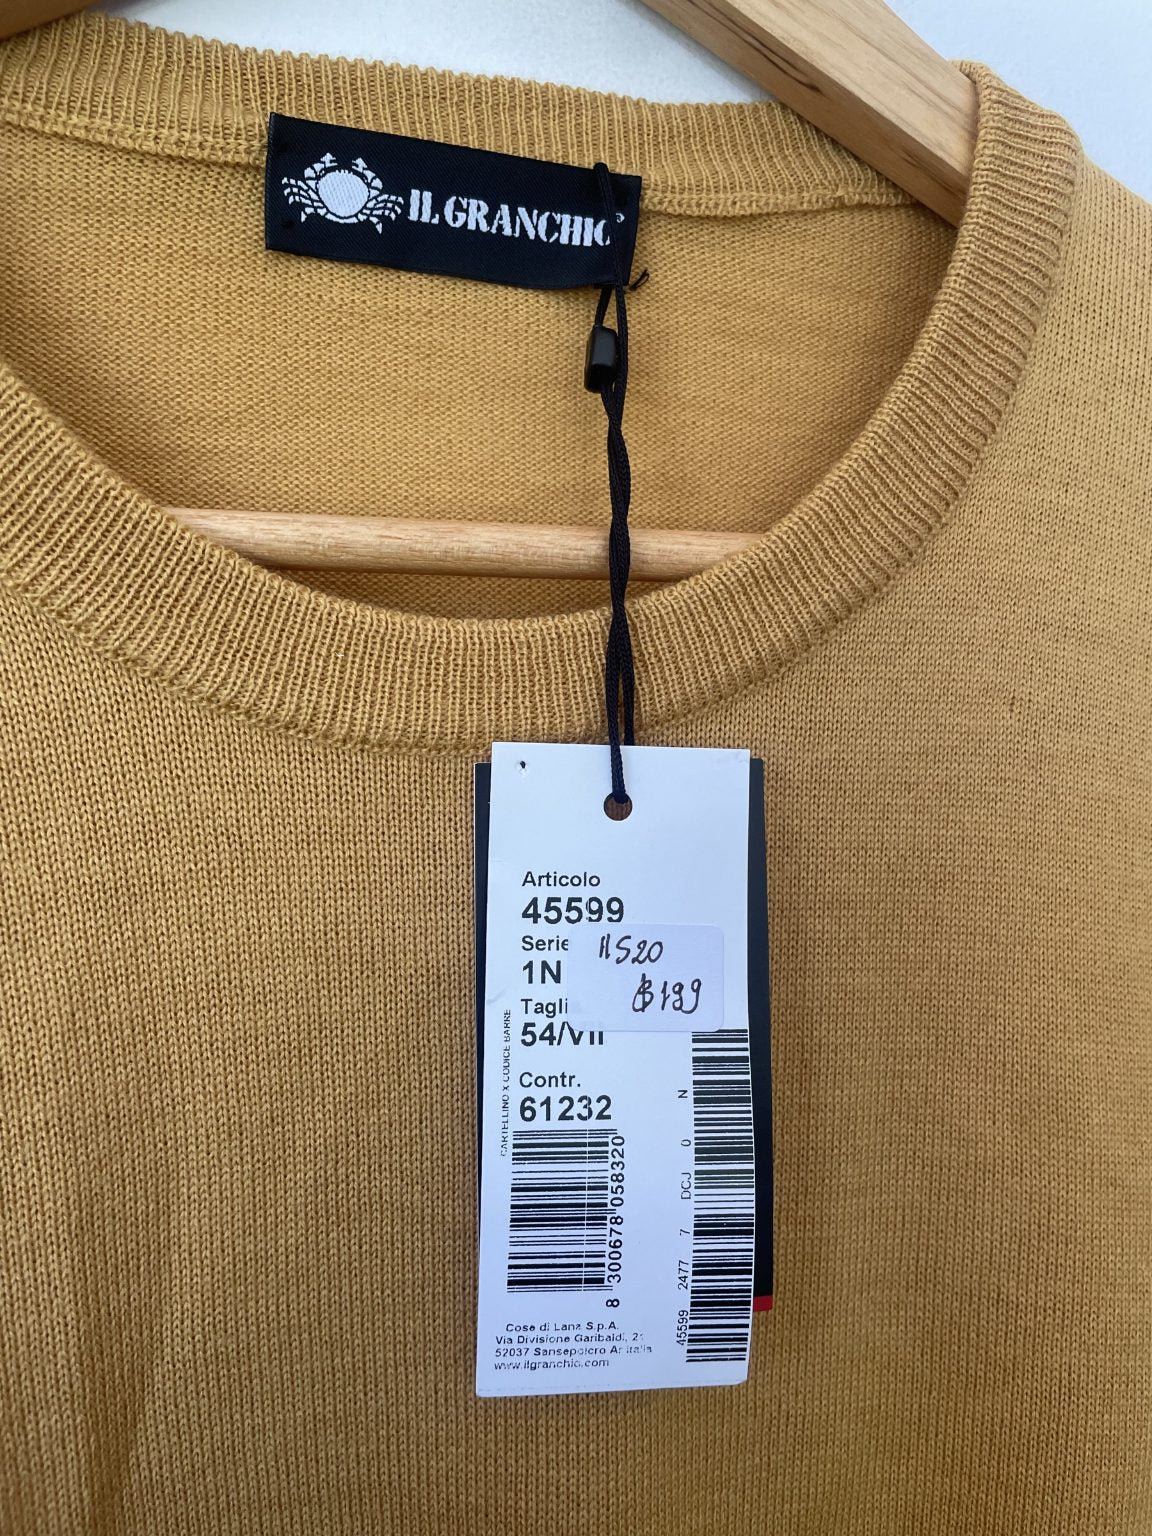 IL GRANCHIO
Articolo
45599
Serie
1N
Tagli
54/VII
Contr.
61232
11520
$199
CARTELLINO X CODICE BARRE
8 300678 058320
45599 2477 7 DCJ 0 N
Cose di Lana S.p.A.
Via Divisione Garibaldi, 21
52037 Sansepolcro Ar Italia
www.ilgranchio.com